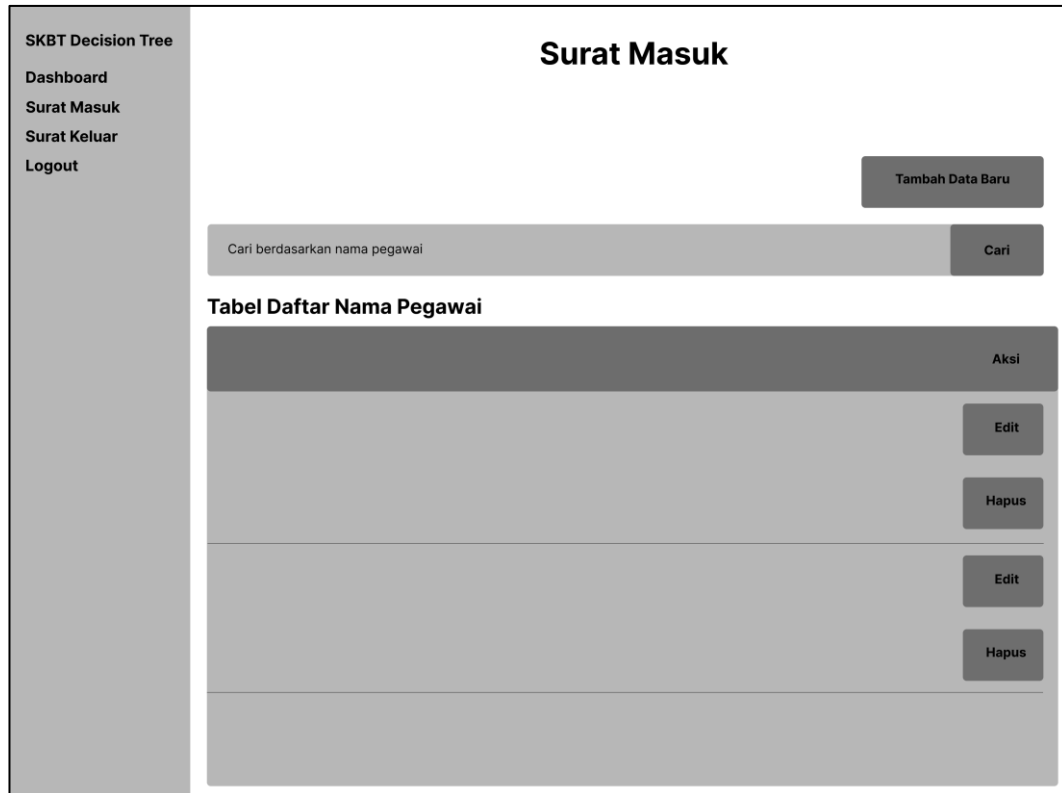 SKBT Decision Tree
Dashboard
Surat Masuk
Surat Keluar
Logout
Surat Masuk
Tambah Data Baru
Cari berdasarkan nama pegawai
Cari
Tabel Daftar Nama Pegawai
Aksi
Edit
Hapus
Edit
Hapus